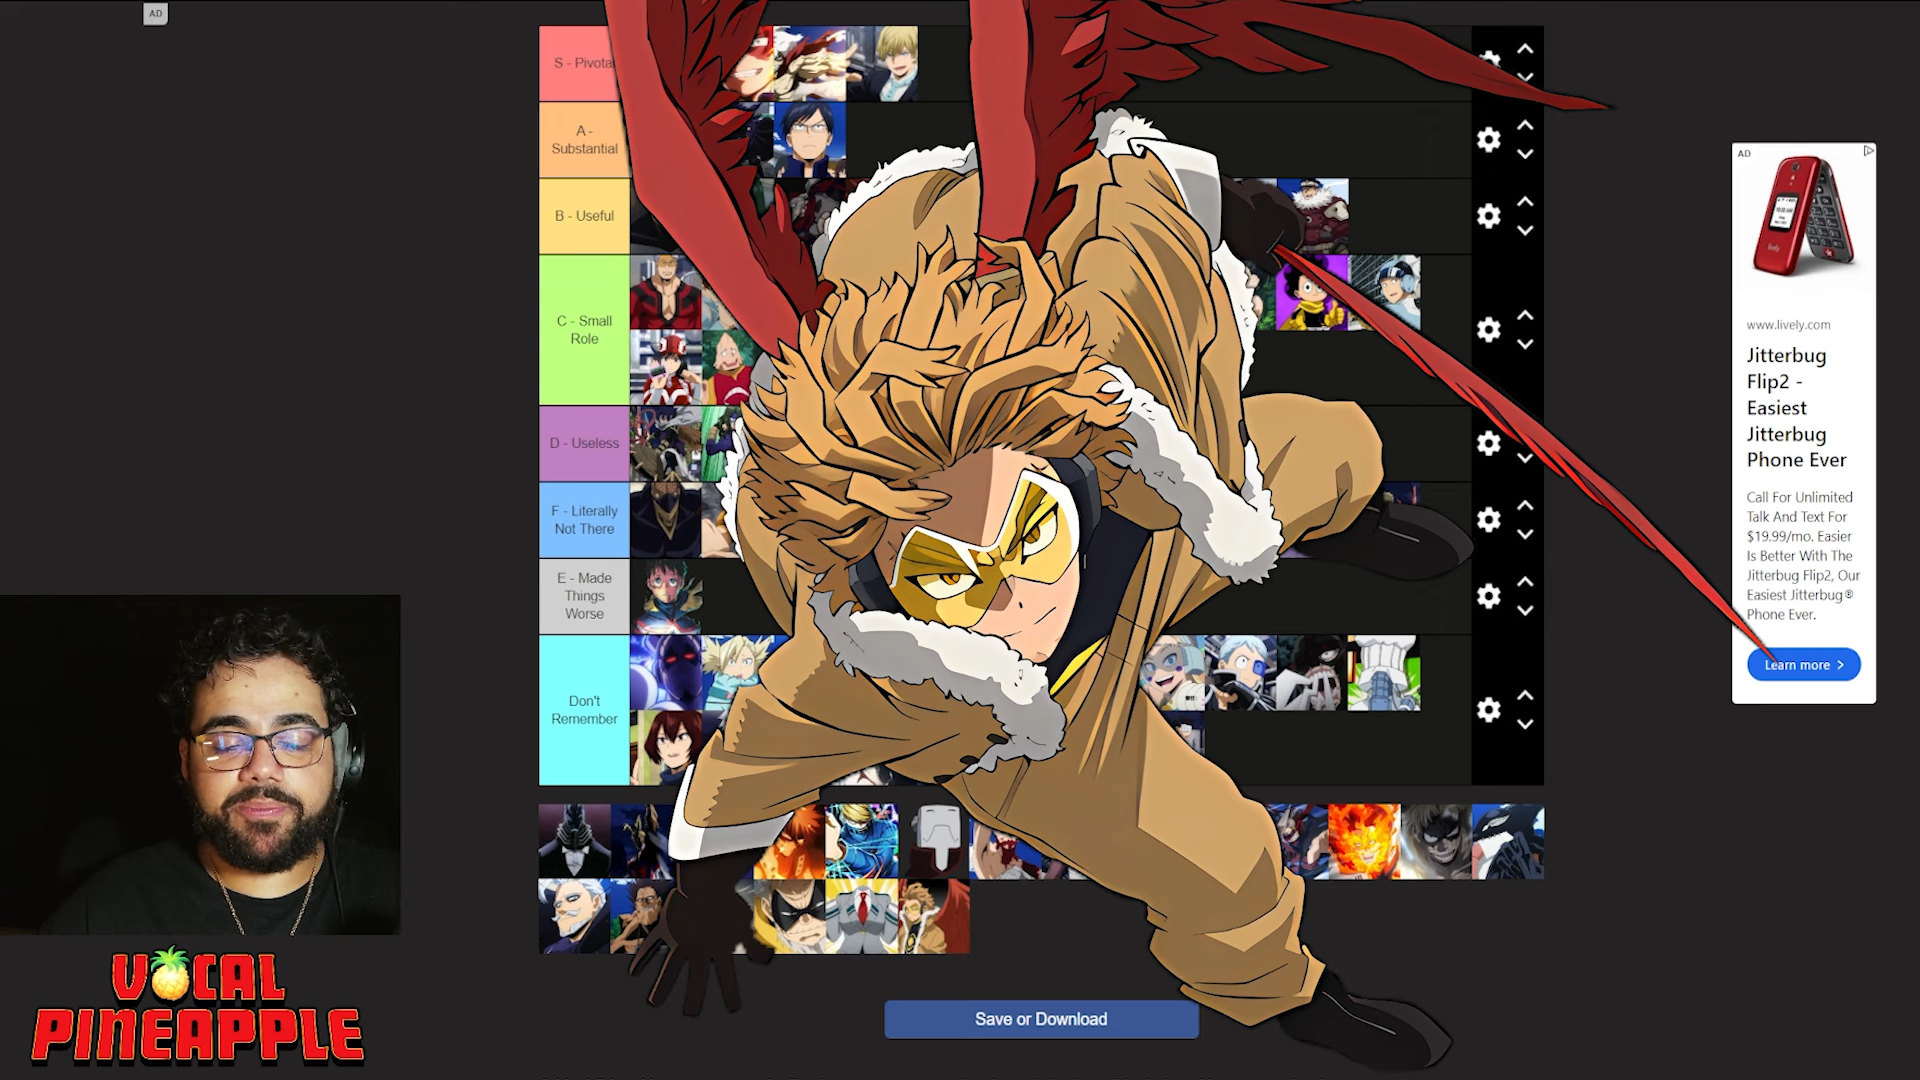 AD
S - Pivotal
A -
Substantial
B - Useful
C - Small
Role
D - Useless
F - Literally
Not There
E - Made
Things
Worse
Don't
Remember
Save or Download
AD
www.lively.com
Jitterbug
Flip2 -
Easiest
Jitterbug
Phone Ever
Call For Unlimited
Talk And Text For
$19.99/mo. Easier
Is Better With The
Jitterbug Flip2, Our
Easiest Jitterbug®
Phone Ever.
Learn more >
VOCAL
PINEAPPLE